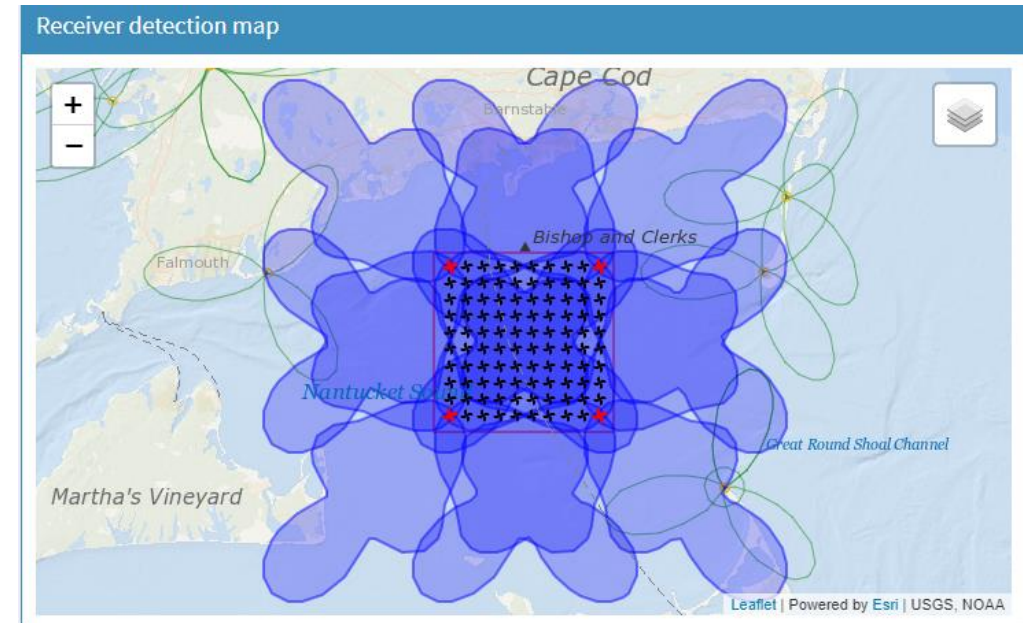 Receiver detection map
+
−
Cape Cod
Barnstable
Bishop and Clerks
Falmouth
Nantucket Sound
Great Round Shoal Channel
Martha's Vineyard
Leaflet | Powered by Esri | USGS, NOAA